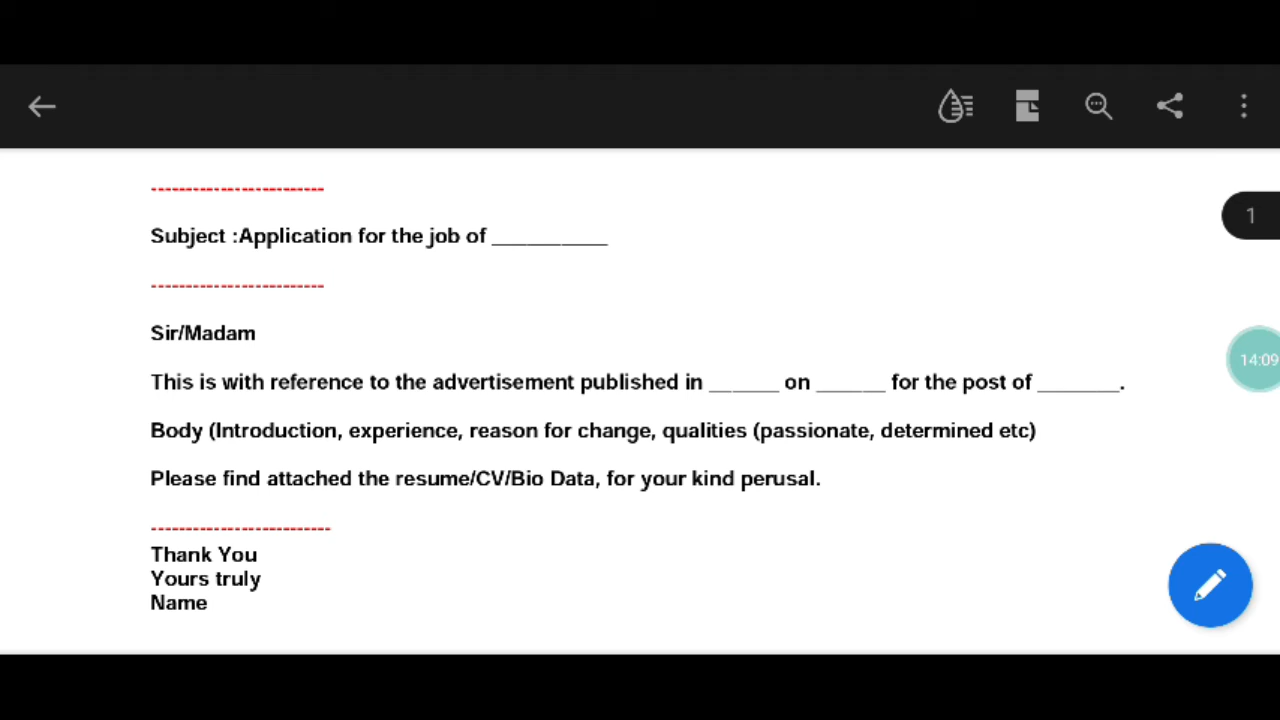 -------------------------
Subject :Application for the job of __________
-------------------------
Sir/Madam
This is with reference to the advertisement published in ______ on ______ for the post of _______.
Body (Introduction, experience, reason for change, qualities (passionate, determined etc)
Please find attached the resume/CV/Bio Data, for your kind perusal.
--------------------------
Thank You
Yours truly
Name
1
14:09